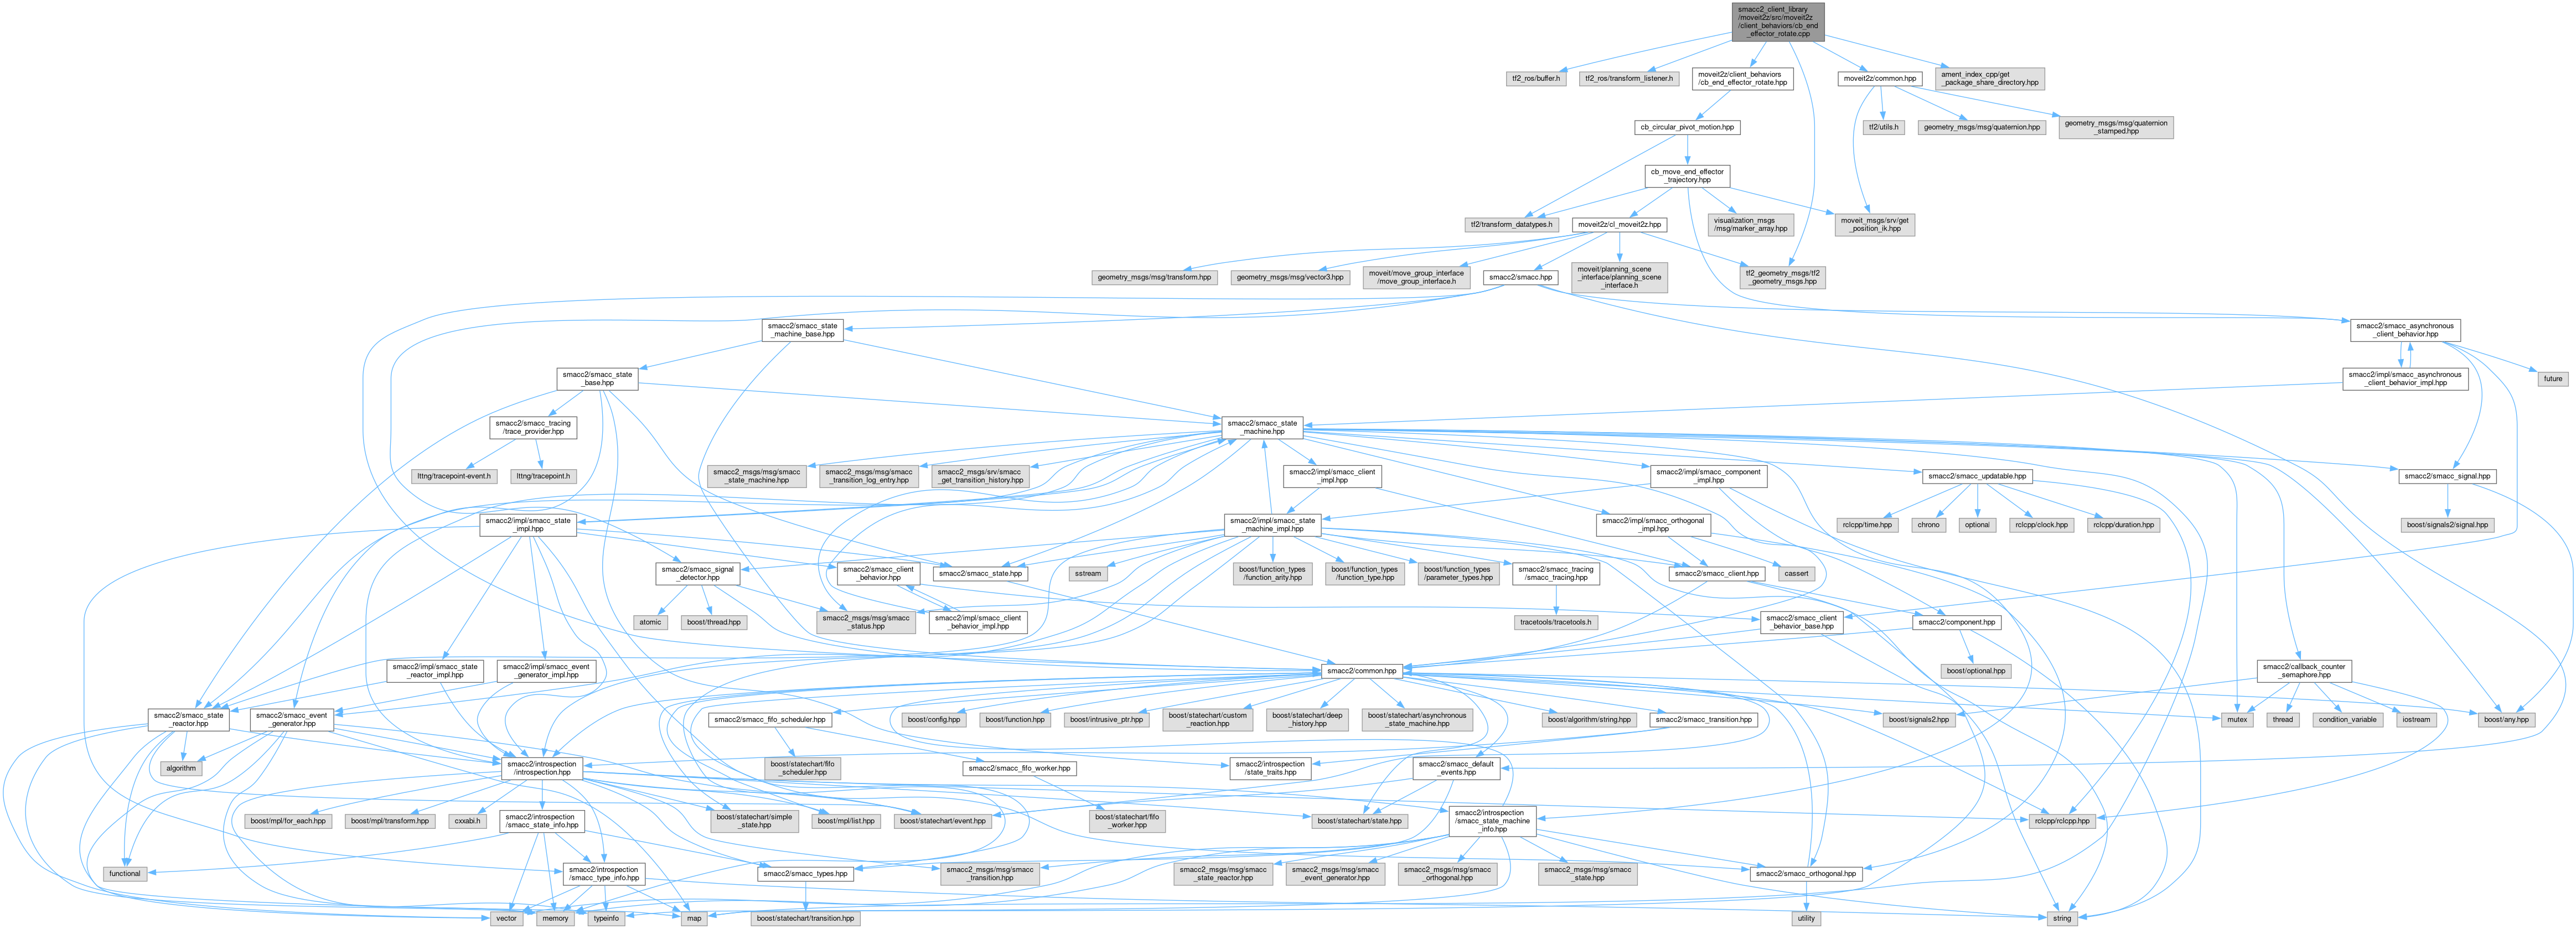 smacc2_client_library
/moveit2z/src/moveit2z
/client_behaviors/cb_end
_effector_rotate.cpp
tf2_ros/buffer.h
tf2_ros/transform_listener.h
moveit2z/client_behaviors
/cb_end_effector_rotate.hpp
moveit2z/common.hpp
ament_index_cpp/get
_package_share_directory.hpp
cb_circular_pivot_motion.hpp
tf2/utils.h
geometry_msgs/msg/quaternion.hpp
geometry_msgs/msg/quaternion
_stamped.hpp
cb_move_end_effector
_trajectory.hpp
tf2/transform_datatypes.h
moveit2z/cl_moveit2z.hpp
visualization_msgs
/msg/marker_array.hpp
moveit_msgs/srv/get
_position_ik.hpp
geometry_msgs/msg/transform.hpp
geometry_msgs/msg/vector3.hpp
moveit/move_group_interface
/move_group_interface.h
smacc2/smacc.hpp
moveit/planning_scene
_interface/planning_scene
_interface.h
tf2_geometry_msgs/tf2
_geometry_msgs.hpp
smacc2/smacc_state
_machine_base.hpp
smacc2/smacc_asynchronous
_client_behavior.hpp
smacc2/smacc_state
_base.hpp
smacc2/impl/smacc_asynchronous
_client_behavior_impl.hpp
future
smacc2/smacc_tracing
/trace_provider.hpp
smacc2/smacc_state
_machine.hpp
lttng/tracepoint-event.h
lttng/tracepoint.h
smacc2_msgs/msg/smacc
_state_machine.hpp
smacc2_msgs/msg/smacc
_transition_log_entry.hpp
smacc2_msgs/srv/smacc
_get_transition_history.hpp
smacc2/impl/smacc_client
_impl.hpp
smacc2/impl/smacc_component
_impl.hpp
smacc2/smacc_updatable.hpp
smacc2/smacc_signal.hpp
smacc2/impl/smacc_state
_impl.hpp
smacc2/impl/smacc_state
_machine_impl.hpp
smacc2/impl/smacc_orthogonal
_impl.hpp
rclcpp/time.hpp
chrono
optional
rclcpp/clock.hpp
rclcpp/duration.hpp
boost/signals2/signal.hpp
smacc2/smacc_signal
_detector.hpp
smacc2/smacc_client
_behavior.hpp
smacc2/smacc_state.hpp
sstream
boost/function_types
/function_arity.hpp
boost/function_types
/function_type.hpp
boost/function_types
/parameter_types.hpp
smacc2/smacc_tracing
/smacc_tracing.hpp
smacc2/smacc_client.hpp
cassert
atomic
boost/thread.hpp
smacc2_msgs/msg/smacc
_status.hpp
smacc2/impl/smacc_client
_behavior_impl.hpp
tracetools/tracetools.h
smacc2/smacc_client
_behavior_base.hpp
smacc2/component.hpp
smacc2/impl/smacc_state
_reactor_impl.hpp
smacc2/impl/smacc_event
_generator_impl.hpp
smacc2/common.hpp
boost/optional.hpp
smacc2/callback_counter
_semaphore.hpp
smacc2/smacc_state
_reactor.hpp
smacc2/smacc_event
_generator.hpp
smacc2/smacc_fifo_scheduler.hpp
boost/config.hpp
boost/function.hpp
boost/intrusive_ptr.hpp
boost/statechart/custom
_reaction.hpp
boost/statechart/deep
_history.hpp
boost/statechart/asynchronous
_state_machine.hpp
boost/algorithm/string.hpp
smacc2/smacc_transition.hpp
boost/signals2.hpp
mutex
thread
condition_variable
iostream
boost/any.hpp
algorithm
smacc2/introspection
/introspection.hpp
boost/statechart/fifo
_scheduler.hpp
smacc2/smacc_fifo_worker.hpp
smacc2/introspection
/state_traits.hpp
smacc2/smacc_default
_events.hpp
boost/mpl/for_each.hpp
boost/mpl/transform.hpp
cxxabi.h
smacc2/introspection
/smacc_state_info.hpp
boost/statechart/simple
_state.hpp
boost/mpl/list.hpp
boost/statechart/event.hpp
boost/statechart/fifo
_worker.hpp
boost/statechart/state.hpp
smacc2/introspection
/smacc_state_machine
_info.hpp
rclcpp/rclcpp.hpp
functional
smacc2/introspection
/smacc_type_info.hpp
smacc2/smacc_types.hpp
smacc2_msgs/msg/smacc
_transition.hpp
smacc2_msgs/msg/smacc
_state_reactor.hpp
smacc2_msgs/msg/smacc
_event_generator.hpp
smacc2_msgs/msg/smacc
_orthogonal.hpp
smacc2_msgs/msg/smacc
_state.hpp
smacc2/smacc_orthogonal.hpp
vector
memory
typeinfo
map
boost/statechart/transition.hpp
utility
string